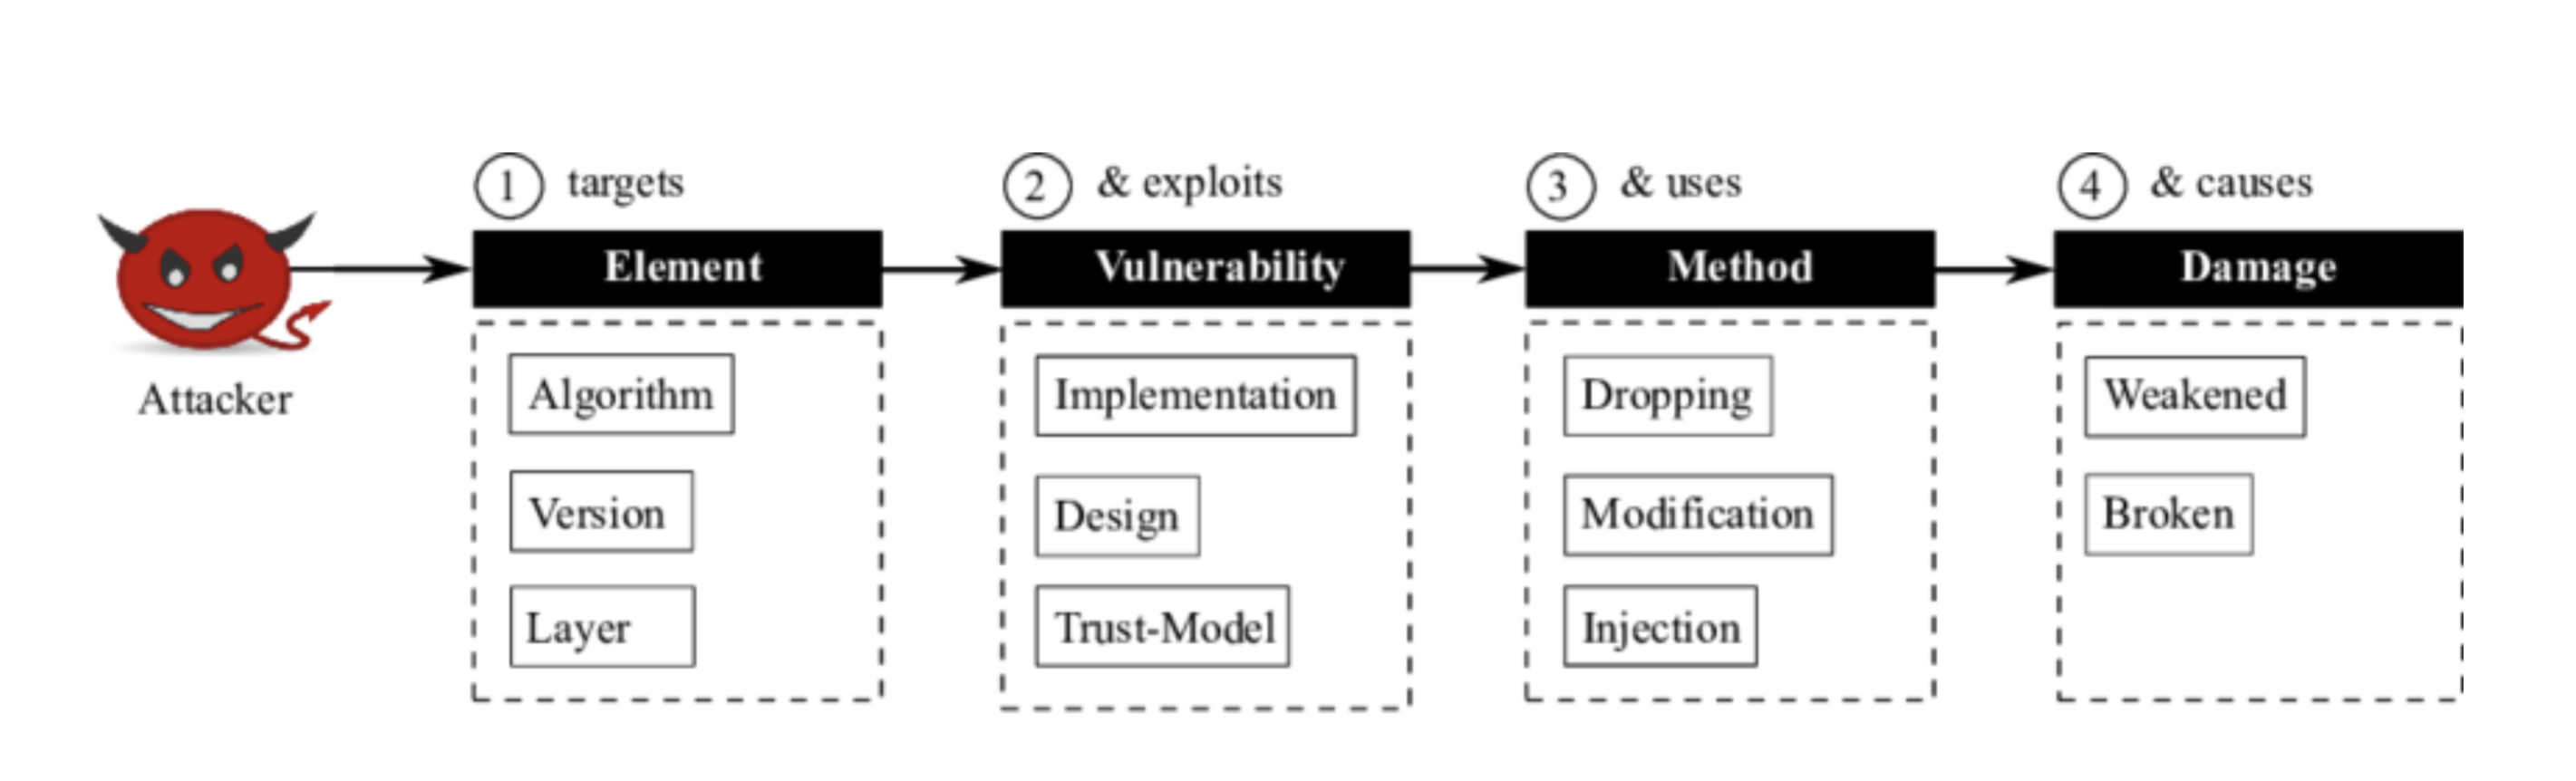 Attacker
1 targets
Element
Algorithm
Version
Layer
2 & exploits
Vulnerability
Implementation
Design
Trust-Model
3 & uses
Method
Dropping
Modification
Injection
4 & causes
Damage
Weakened
Broken